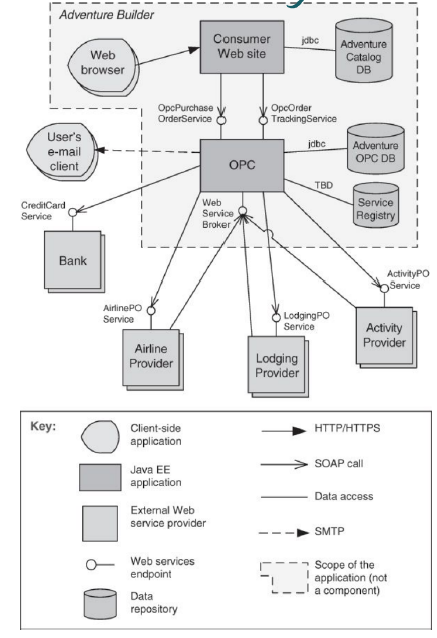 Adventure Builder
Consumer
Web site
jdbc
Adventure
Catalog
DB
Web
browser
OpcPurchase
OrderService
OpcOrder
TrackingService
User's
e-mail
client
OPC
jdbc
Adventure
OPC DB
TBD
Service
Registry
CreditCard
Service
Web
Service
Broker
Bank
ActivityPO
Service
AirlinePO
Service
LodgingPO
Service
Airline
Provider
Lodging
Provider
Activity
Provider
Key:
Client-side
application
HTTP/HTTPS
Java EE
application
SOAP call
Data access
External Web
service provider
SMTP
Web services
endpoint
Scope of the
application (not
a component)
Data
repository